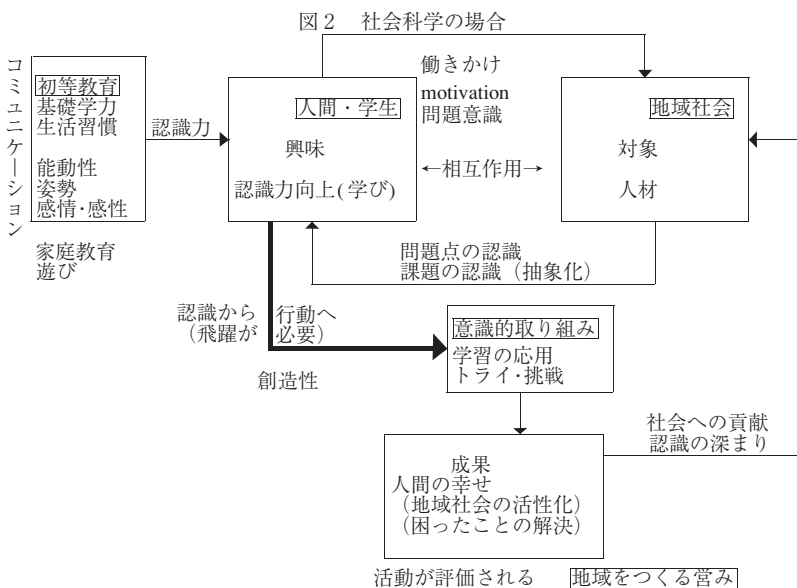 図2 社会科学の場合
コミュニケーション
初等教育
基礎学力
生活習慣
能動性
姿勢
感情・感性
家庭教育
遊び
認識力
人間・学生
興味
認識力向上(学び)
働きかけ
motivation
問題意識
←相互作用→
地域社会
対象
人材
問題点の認識
課題の認識（抽象化）
認識から 行動へ
（飛躍が 必要）
創造性
意識的取り組み
学習の応用
トライ・挑戦
成果
人間の幸せ
（地域社会の活性化）
（困ったことの解決）
社会への貢献
認識の深まり
活動が評価される 地域をつくる営み